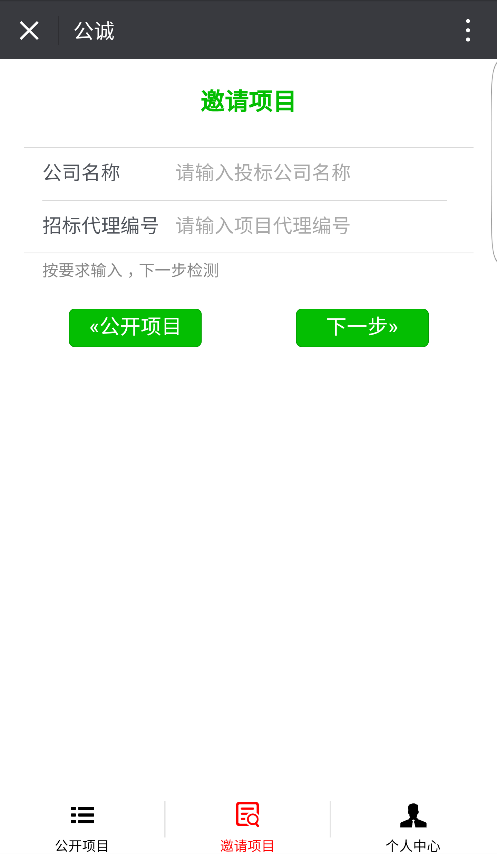 公诚
邀请项目
公司名称 请输入投标公司名称
招标代理编号 请输入项目代理编号
按要求输入，下一步检测
«公开项目 下一步»
公开项目 邀请项目 个人中心